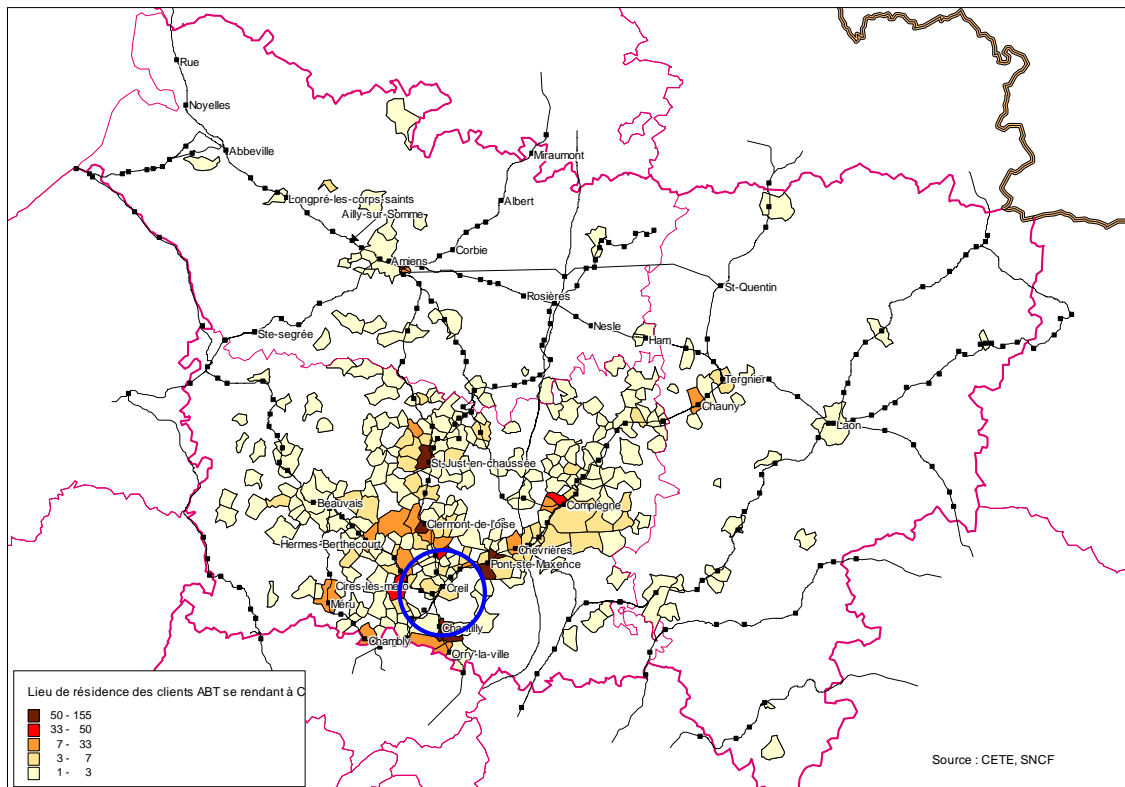 Rue
Noyelles
Abbeville
Miraumont
Longpré-les-corps-saints
Albert
Ailly-sur-Somme
Corbie
Amiens
St-Quentin
Rosières
Nesle
Ste-segrée
Ham
Tergnier
Chauny
Laon
St-Just-en-chaussée
Beauvais
Compiègne
Clermont-de-l'oise
Hermes-Berthecourt
Chevrières
Pont-ste-Maxence
Cires-lès-melo
Creil
Méru
Chantilly
Chambly
Orry-la-ville
Lieu de résidence des clients ABT se rendant à C
50 - 155
33 - 50
7 - 33
3 - 7
1 - 3
Source : CETE, SNCF